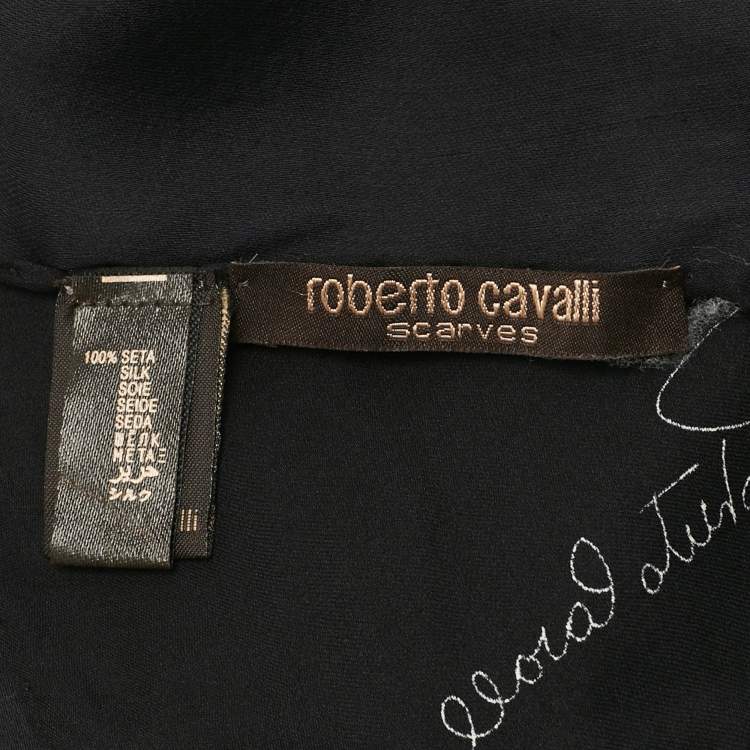 roberto cavalli
scarves
100% SETA
SILK
SOIE
SEIDE
SEDA
ШЕЛК
ΜΕΤΑΞΙ
حرير
シルク